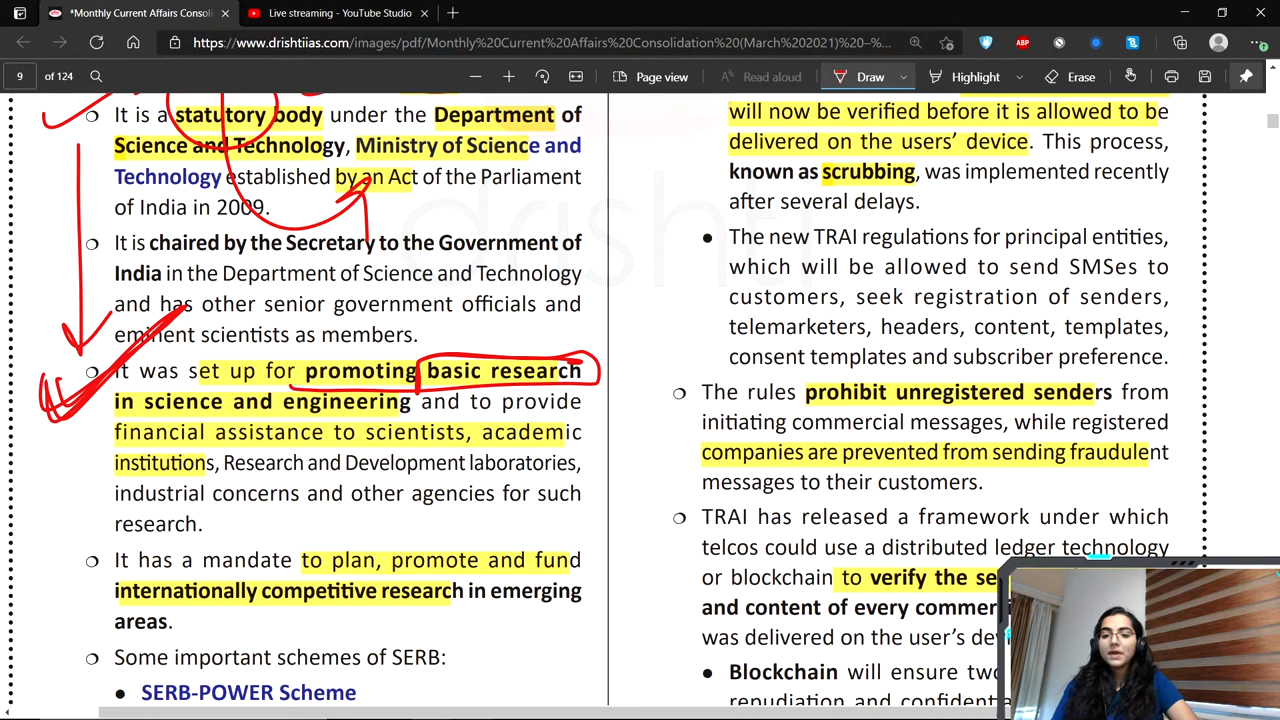 *Monthly Current Affairs Consoli
Live streaming - YouTube Studio
https://www.drishtiias.com/images/pdf/Monthly%20Current%20Affairs%20Consolidation%20(March%202021)%20–%...
ABP
9 of 124
Page view
Read aloud
Draw
Highlight
Erase
It is a statutory body under the Department of
Science and Technology, Ministry of Science and
Technology established by an Act of the Parliament
of India in 2009.
It is chaired by the Secretary to the Government of
India in the Department of Science and Technology
and has other senior government officials and
eminent scientists as members.
It was set up for promoting basic research
in science and engineering and to provide
financial assistance to scientists, academic
institutions, Research and Development laboratories,
industrial concerns and other agencies for such
research.
It has a mandate to plan, promote and fund
internationally competitive research in emerging
areas.
Some important schemes of SERB:
SERB-POWER Scheme
will now be verified before it is allowed to be
delivered on the users’ device. This process,
known as scrubbing, was implemented recently
after several delays.
The new TRAI regulations for principal entities,
which will be allowed to send SMSes to
customers, seek registration of senders,
telemarketers, headers, content, templates,
consent templates and subscriber preference.
The rules prohibit unregistered senders from
initiating commercial messages, while registered
companies are prevented from sending fraudulent
messages to their customers.
TRAI has released a framework under which
telcos could use a distributed ledger technology
or blockchain to verify the se
and content of every commer
was delivered on the user’s devi
Blockchain will ensure two
repudiation and confidenti
drishti